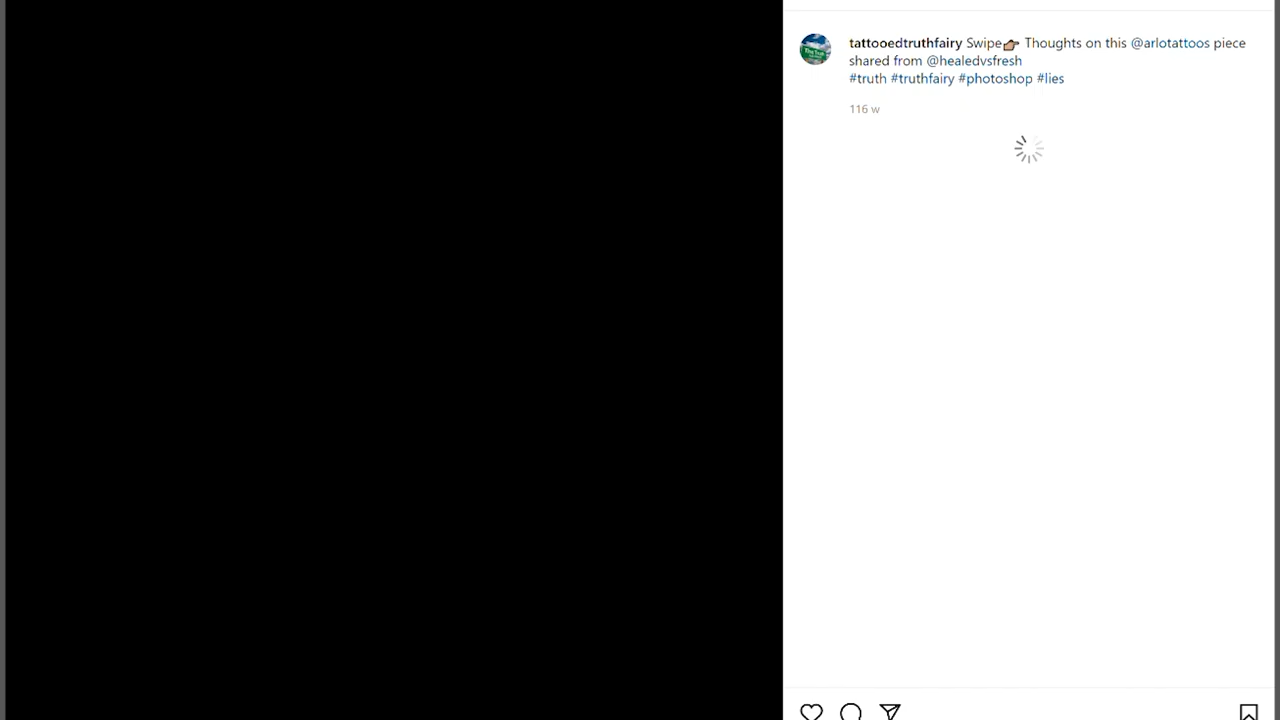 tattooedtruthfairy Swipe👉🏽 Thoughts on this @arlotattoos piece
shared from @healedvsfresh
#truth #truthfairy #photoshop #lies
116 w